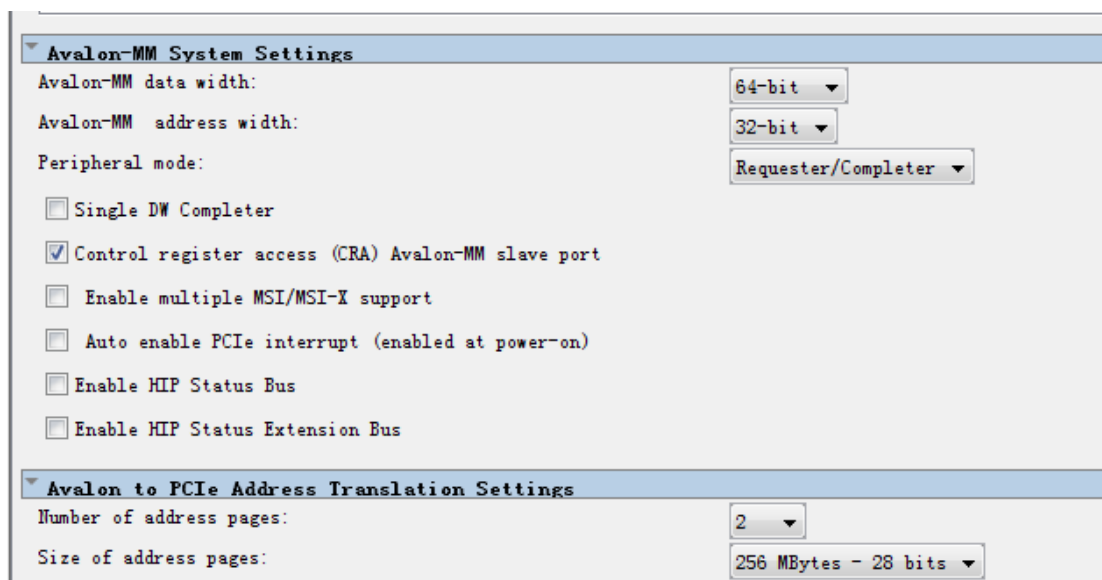 Avalon-MM System Settings
Avalon-MM data width: 64-bit
Avalon-MM address width: 32-bit
Peripheral mode: Requester/Completer
Single DW Completer
Control register access (CRA) Avalon-MM slave port
Enable multiple MSI/MSI-X support
Auto enable PCIe interrupt (enabled at power-on)
Enable HIP Status Bus
Enable HIP Status Extension Bus
Avalon to PCIe Address Translation Settings
Number of address pages: 2
Size of address pages: 256 MBytes - 28 bits